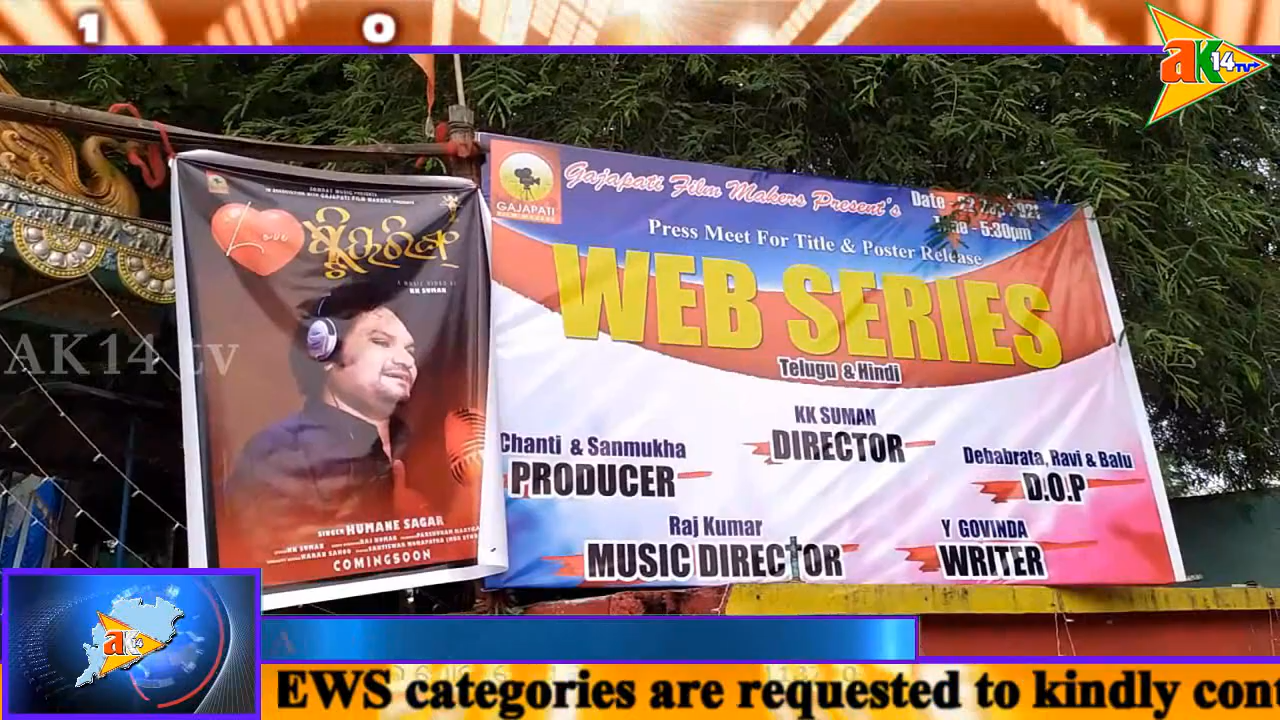 1 0
aK14TV
GAJAPATI
Gajapati Film Makers Present's
Press Meet For Title & Poster Release
WEB SERIES
Telugu & Hindi
KK SUMAN
DIRECTOR
Chanti & Sanmukha
PRODUCER
Debabrata, Ravi & Balu
D.O.P
Raj Kumar
MUSIC DIRECTOR
Y GOVINDA
WRITER
Date -
- 5:30pm
Love
KK SUMAN
SINGER HUMANE SAGAR
COMINGSOON
AK14 tv
EWS categories are requested to kindly cont